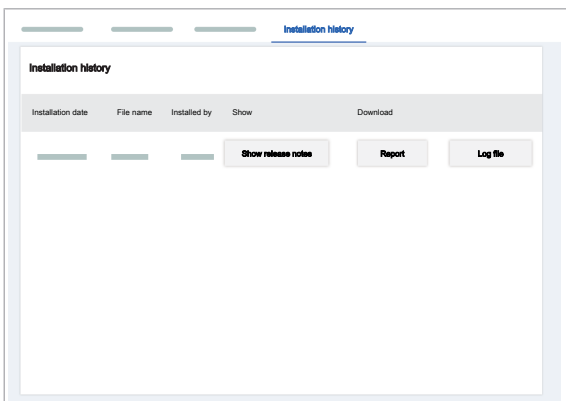 Installation history
Installation history
Installation date File name Installed by Show Download
Show release notes Report Log file